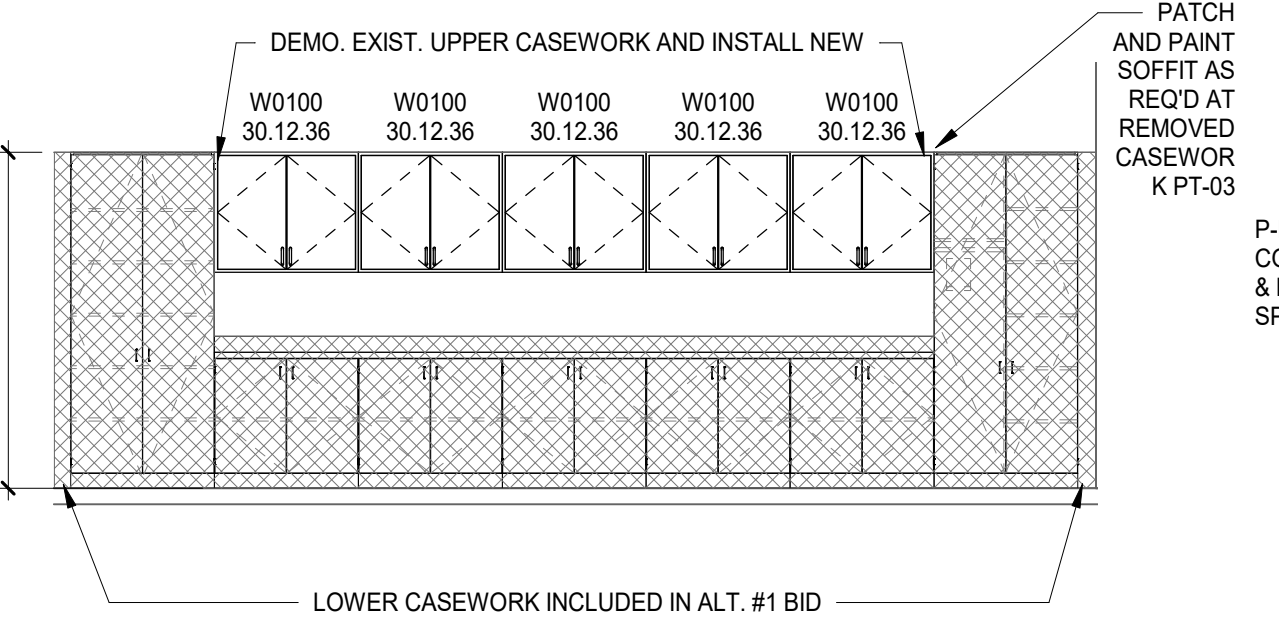 DEMO. EXIST. UPPER CASEWORK AND INSTALL NEW
PATCH
AND PAINT
SOFFIT AS
REQ'D AT
REMOVED
CASEWOR
K PT-03
W0100
30.12.36
W0100
30.12.36
W0100
30.12.36
W0100
30.12.36
W0100
30.12.36
P-
& 
SP
LOWER CASEWORK INCLUDED IN ALT. #1 BID